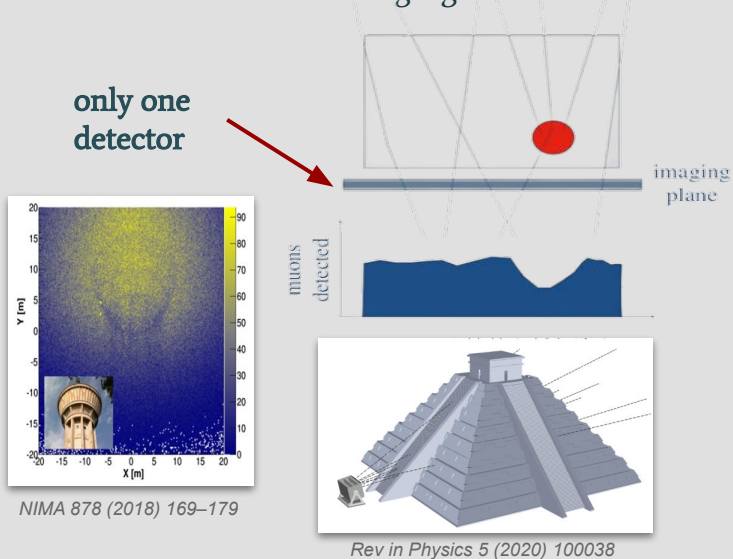 only one
detector
imaging
plane
muons
detected
20
15
10
5
0
-5
-10
-15
-20
Y [m]
-20 -15 -10 -5 0 5 10 15 20
X [m]
90
80
70
60
50
40
30
20
10
0
NIMA 878 (2018) 169–179
Rev in Physics 5 (2020) 100038